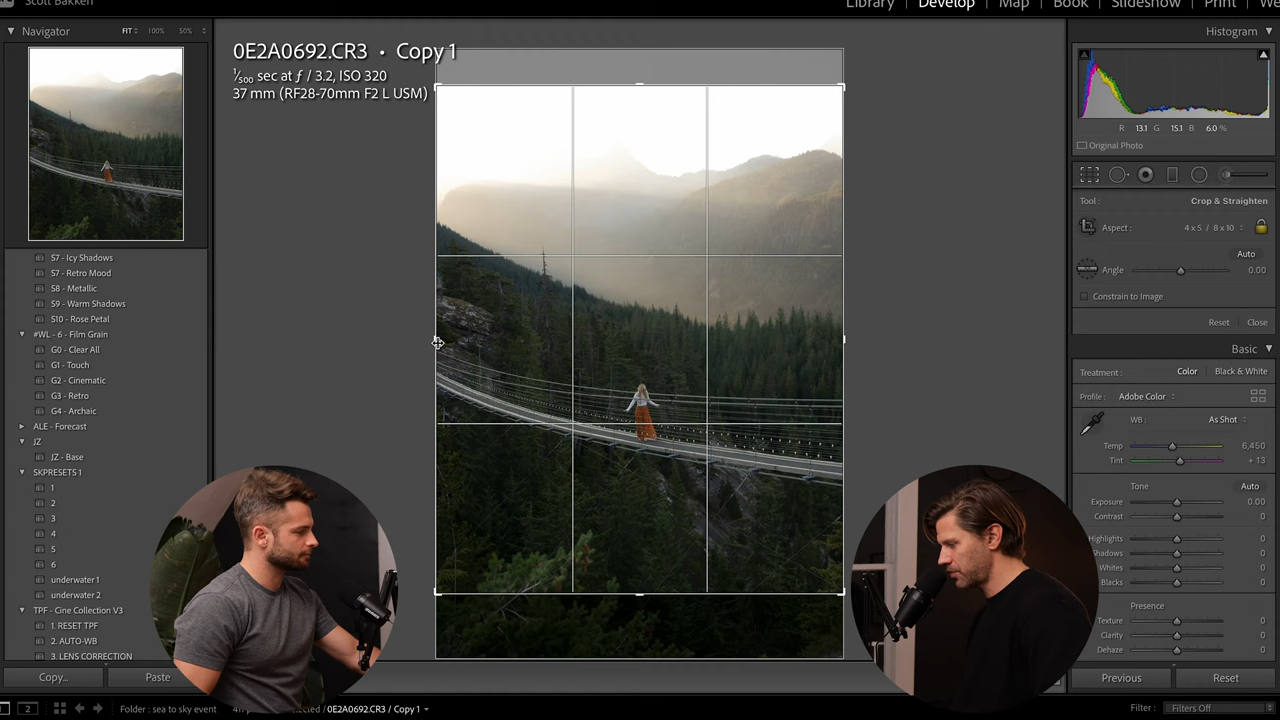 Scott Bakken
Library
Develop
Map
Book
Slideshow
Print
Navigator
FIT
100%
50%
0E2A0692.CR3 • Copy 1
1/500 sec at ƒ / 3.2, ISO 320
37 mm (RF28-70mm F2 L USM)
S7 - Icy Shadows
S7 - Retro Mood
S8 - Metallic
S9 - Warm Shadows
S10 - Rose Petal
#WL - 6 - Film Grain
G0 - Clear All
G1 - Touch
G2 - Cinematic
G3 - Retro
G4 - Archaic
ALE - Forecast
JZ
JZ - Base
SKPRESETS 1
1
2
3
4
5
6
underwater 1
underwater 2
TPF - Cine Collection V3
1. RESET TPF
2. AUTO-WB
3. LENS CORRECTION
Copy...
Paste
2
Folder : sea to sky event
/ 0E2A0692.CR3 / Copy 1
Histogram
R 13.1 G 15.1 B 6.0 %
Original Photo
Tool : Crop & Straighten
Aspect : 4 x 5 / 8 x 10
Auto
Angle 0.00
Constrain to Image
Reset Close
Basic
Treatment : Color Black & White
Profile : Adobe Color
WB : As Shot
Temp 6,450
Tint + 13
Tone Auto
Exposure 0.00
Contrast 0
Highlights 0
Shadows 0
Whites 0
Blacks 0
Presence
Texture 0
Clarity 0
Dehaze 0
Previous Reset
Filter : Filters Off